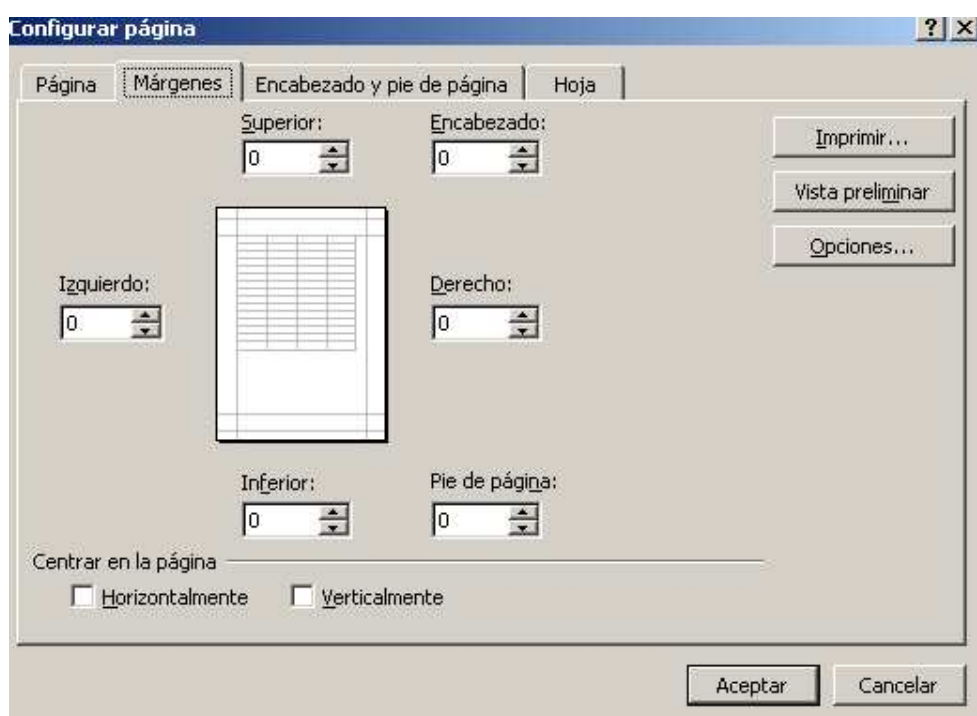 Configurar página
Página Márgenes Encabezado y pie de página Hoja
Superior: Encabezado:
0 0
Imprimir...
Vista preliminar
Opciones...
Izquierdo: Derecho:
0 0
Inferior: Pie de página:
0 0
Centrar en la página
Horizontalmente Verticalmente
Aceptar Cancelar